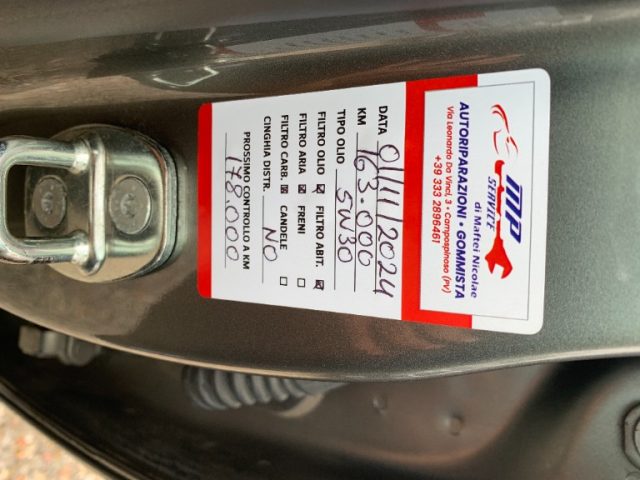 MP
SERVICE
di Maftei Nicolae
AUTORIPARAZIONI • GOMMISTA
Via Leonardo Da Vinci, 3 • Campospinoso (PV)
+39 333 2896461
DATA 01/11/2024
KM 163.000
TIPO OLIO 5W30
FILTRO OLIO ☑ FILTRO ABIT. ☑
FILTRO ARIA ☑ FRENI ☐
FILTRO CARB. ☑ CANDELE ☐
CINGHIA DISTR. NO
PROSSIMO CONTROLLO A KM
178.000